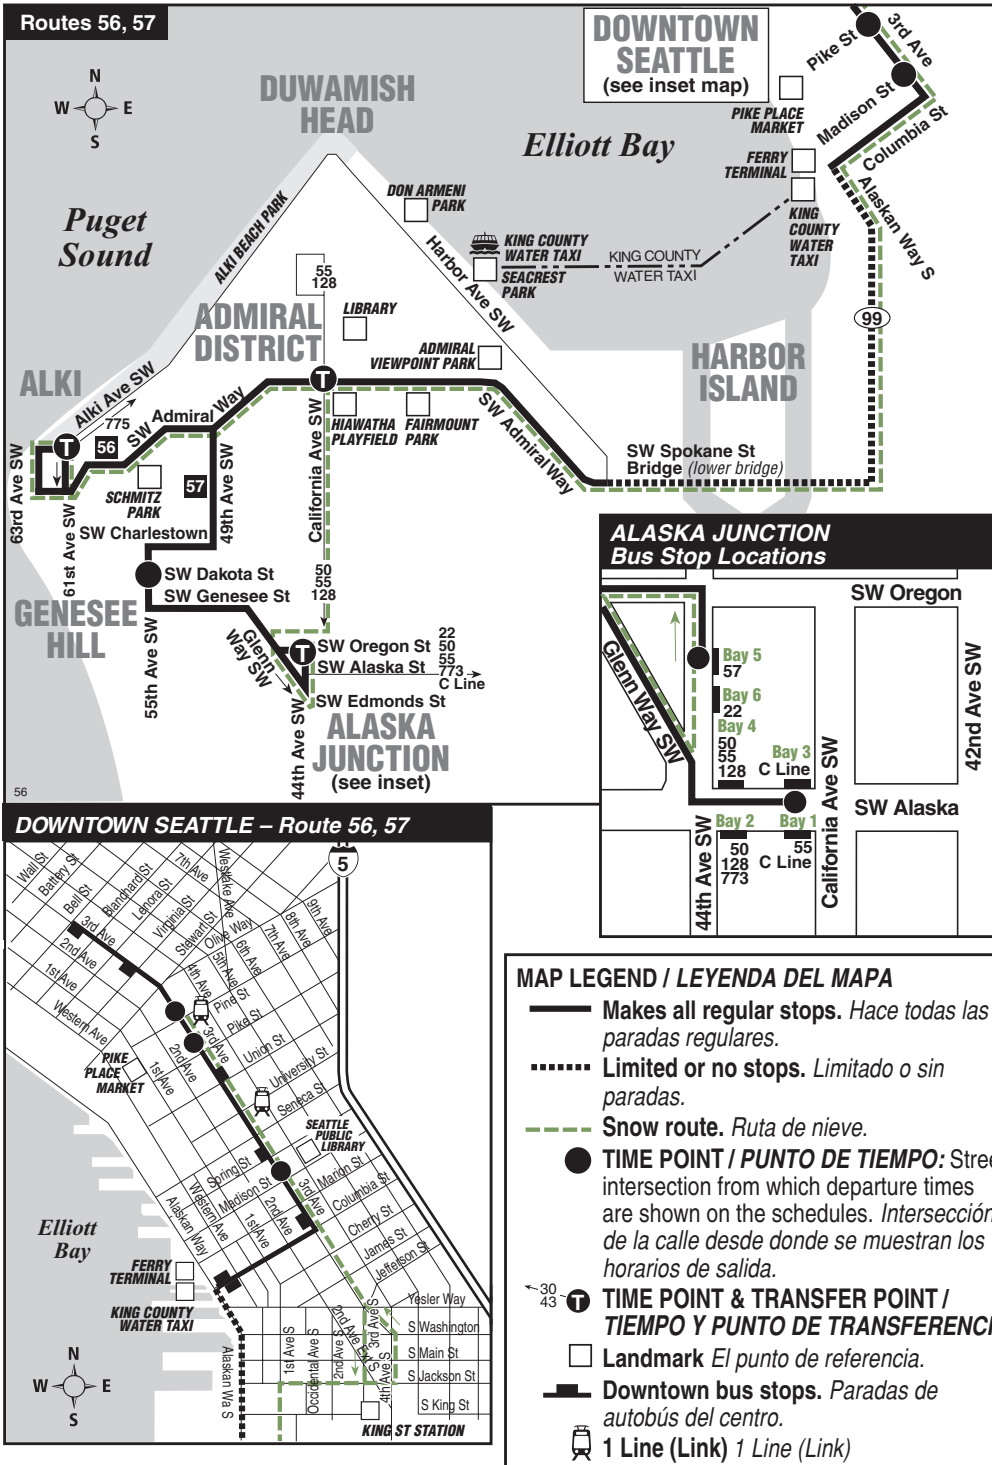 Routes 56, 57
N
W
E
S
Puget
Sound
DUWAMISH
HEAD
DOWNTOWN
SEATTLE
(see inset map)
Elliott Bay
Pike St
3rd Ave
PIKE PLACE
MARKET
Madison St
Columbia St
FERRY
TERMINAL
Alaskan Way S
KING
COUNTY
WATER
TAXI
DON ARMENI
PARK
ALKI BEACH PARK
Harbor Ave SW
KING COUNTY
WATER TAXI
SEACREST
PARK
KING COUNTY
WATER TAXI
55
128
LIBRARY
ADMIRAL
DISTRICT
ADMIRAL
VIEWPOINT PARK
99
HARBOR
ISLAND
ALKI
Alki Ave SW
775
T
56
SW Admiral Way
T
HIAWATHA
PLAYFIELD
FAIRMOUNT
PARK
SW Admiral Way
SW Spokane St
Bridge (lower bridge)
63rd Ave SW
SCHMITZ
PARK
57
49th Ave SW
California Ave SW
61st Ave SW
SW Charlestown
SW Dakota St
SW Genesee St
GENESEE
HILL
55th Ave SW
50
55
128
Glenn
Way SW
T
SW Oregon St
SW Alaska St
22
50
55
773
C Line
SW Edmonds St
44th Ave SW
ALASKA
JUNCTION
(see inset)
56
ALASKA JUNCTION
Bus Stop Locations
SW Oregon
Glenn Way SW
Bay 5
57
Bay 6
22
Bay 4
50
55
128
Bay 3
C Line
42nd Ave SW
California Ave SW
SW Alaska
Bay 2
50
128
773
Bay 1
55
C Line
44th Ave SW
DOWNTOWN SEATTLE – Route 56, 57
5
Wall St
Battery St
Bell St
Blanchard St
Lenora St
Virginia St
7th Ave
Westlake Ave
Stewart St
Olive Way
9th Ave
8th Ave
7th Ave
6th Ave
5th Ave
4th Ave
3rd Ave
2nd Ave
1st Ave
Western Ave
Pine St
Pike St
3rd Ave
2nd Ave
1st Ave
Union St
University St
Seneca St
PIKE
PLACE
MARKET
SEATTLE
PUBLIC
LIBRARY
Spring St
Madison St
Marion St
Columbia St
Cherry St
James St
Jefferson St
3rd Ave
2nd Ave
1st Ave
Western Ave
Alaskan Way
Elliott
Bay
FERRY
TERMINAL
KING COUNTY
WATER TAXI
Yesler Way
S Washington
S Main St
S Jackson St
S King St
Alaskan Wa S
1st Ave S
Occidental Ave S
2nd Ave S
2nd Ave Ext S
3rd Ave S
4th Ave S
KING ST STATION
N
W
E
S
MAP LEGEND / LEYENDA DEL MAPA
Makes all regular stops. Hace todas las
paradas regulares.
Limited or no stops. Limitado o sin
paradas.
Snow route. Ruta de nieve.
TIME POINT / PUNTO DE TIEMPO: Stree
intersection from which departure times
are shown on the schedules. Intersección
de la calle desde donde se muestran los
horarios de salida.
30
43
T
TIME POINT & TRANSFER POINT /
TIEMPO Y PUNTO DE TRANSFERENCI
Landmark El punto de referencia.
Downtown bus stops. Paradas de
autobús del centro.
1 Line (Link) 1 Line (Link)